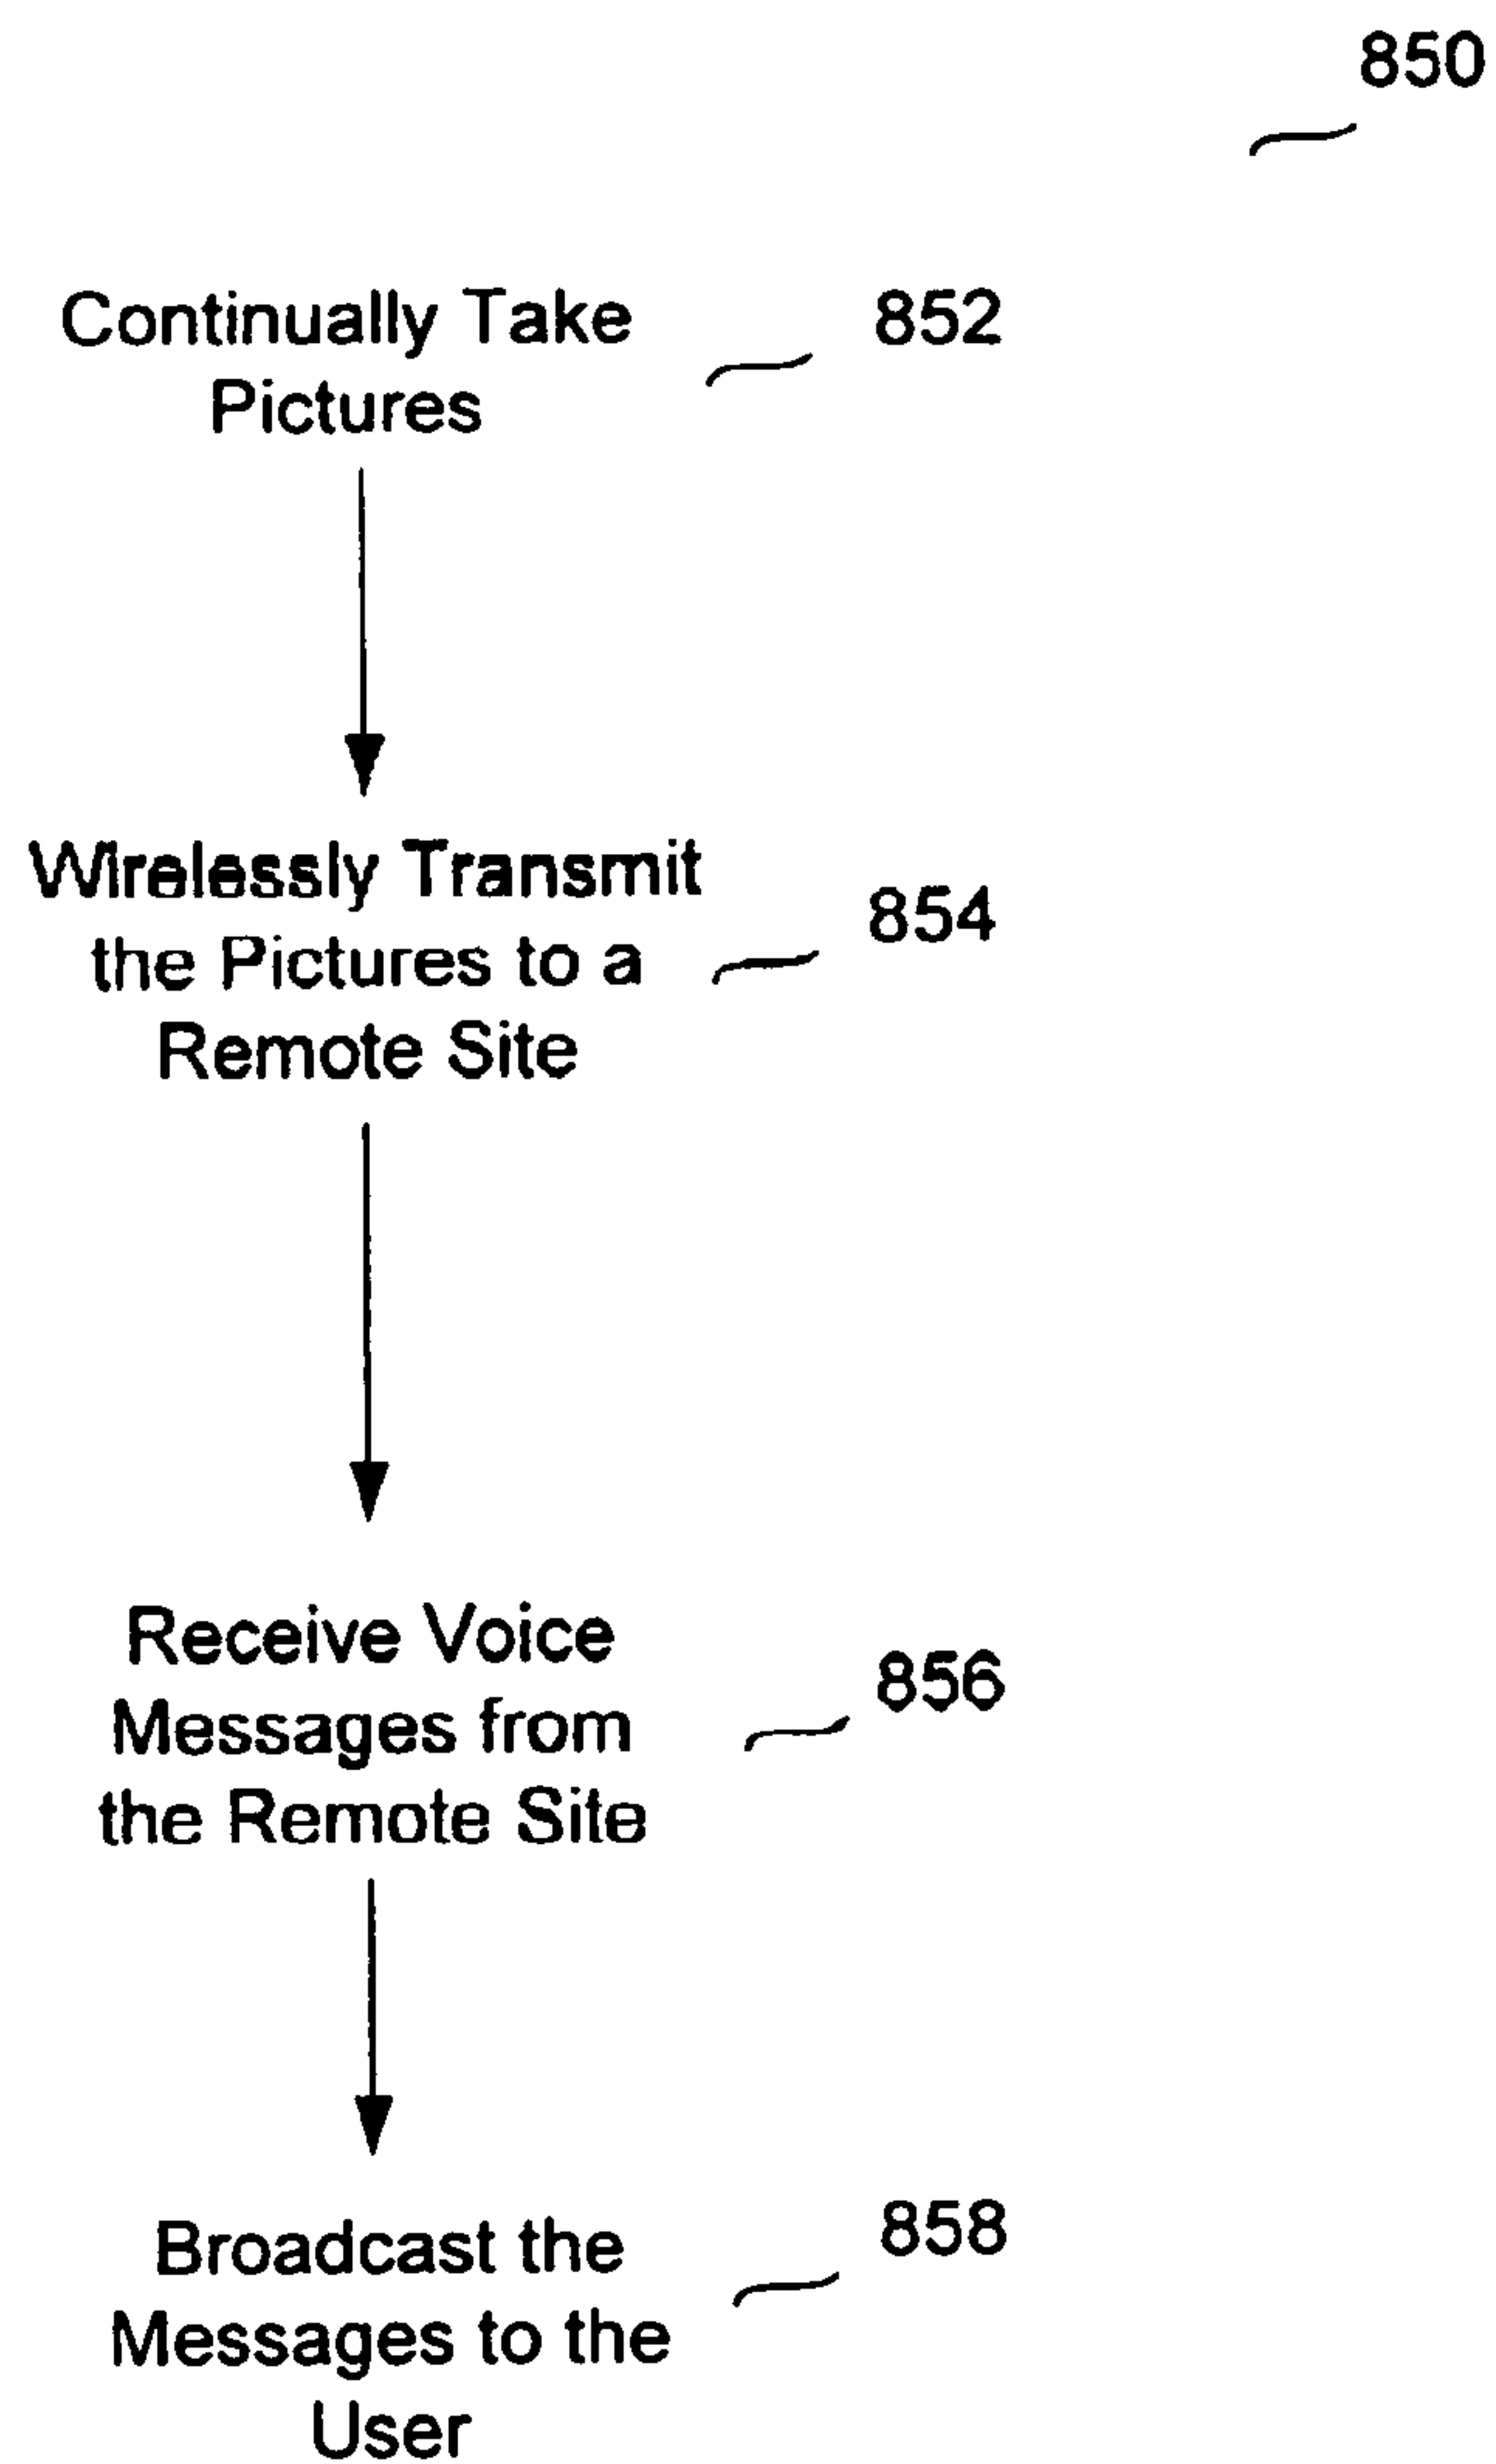 850
Continually Take
Pictures
852
Wirelessly Transmit
the Pictures to a
Remote Site
854
Receive Voice
Messages from
the Remote Site
856
Broadcast the
Messages to the
User
858